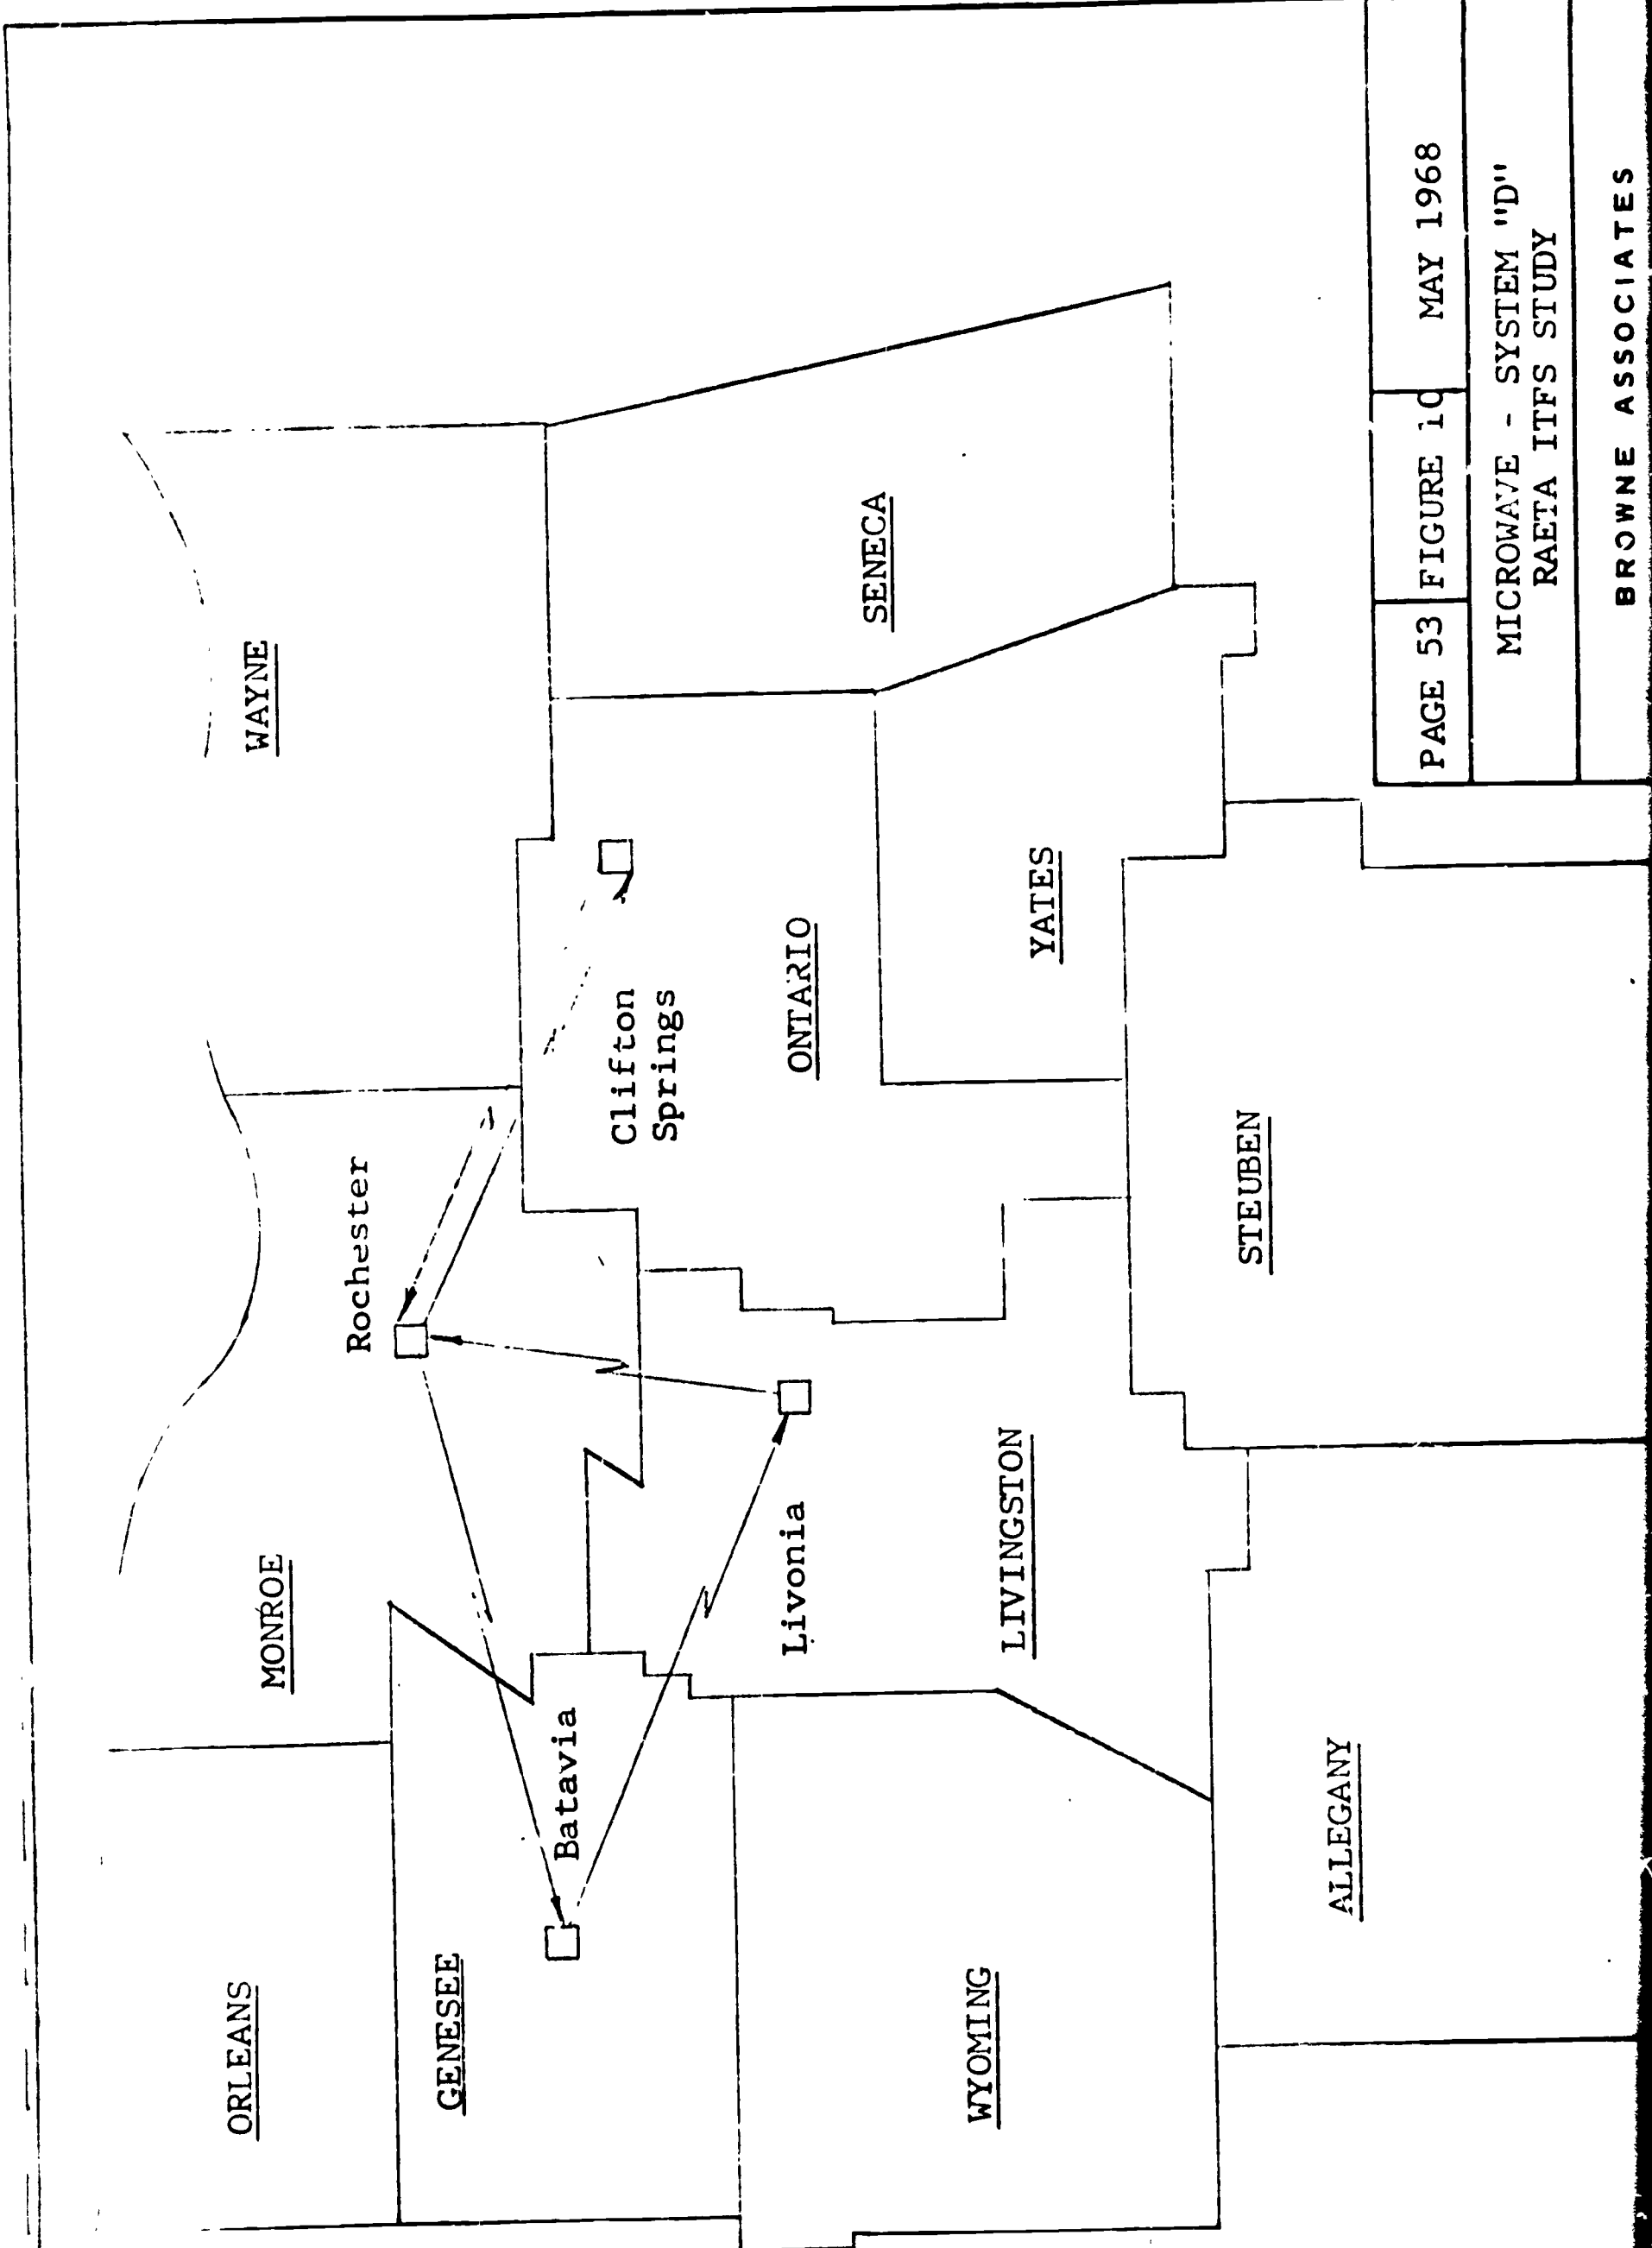 ORLEANS
MONROE
WAYNE
Rochester
GENESEE
Batavia
Clifton
Springs
Livonia
ONTARIO
SENECA
WYOMING
LIVINGSTON
YATES
STEUBEN
ALLEGANY
PAGE 53 FIGURE 10 MAY 1968
MICROWAVE - SYSTEM "D"
RAETA ITFS STUDY
BROWNE ASSOCIATES